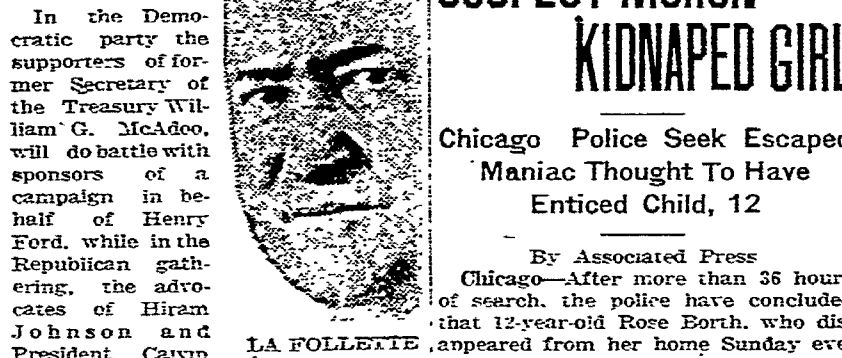 In the Demo-
cratic party the
supporters of for-
mer Secretary of
the Treasury Wil-
liam G. McAdoo,
will do battle with
sponsors of a
campaign in be-
half of Henry
Ford, while in the
Republican gath-
ering, the advo-
cates of Hiram
Johnson and
President Calvin
LA FOLLETTE
KIDNAPED GIRL
Chicago Police Seek Escaped
Maniac Thought To Have
Enticed Child, 12
By Associated Press
Chicago—After more than 36 hour
of search, the police have conclude
that 12-year-old Rose Borth, who dis
appeared from her home Sunday eve